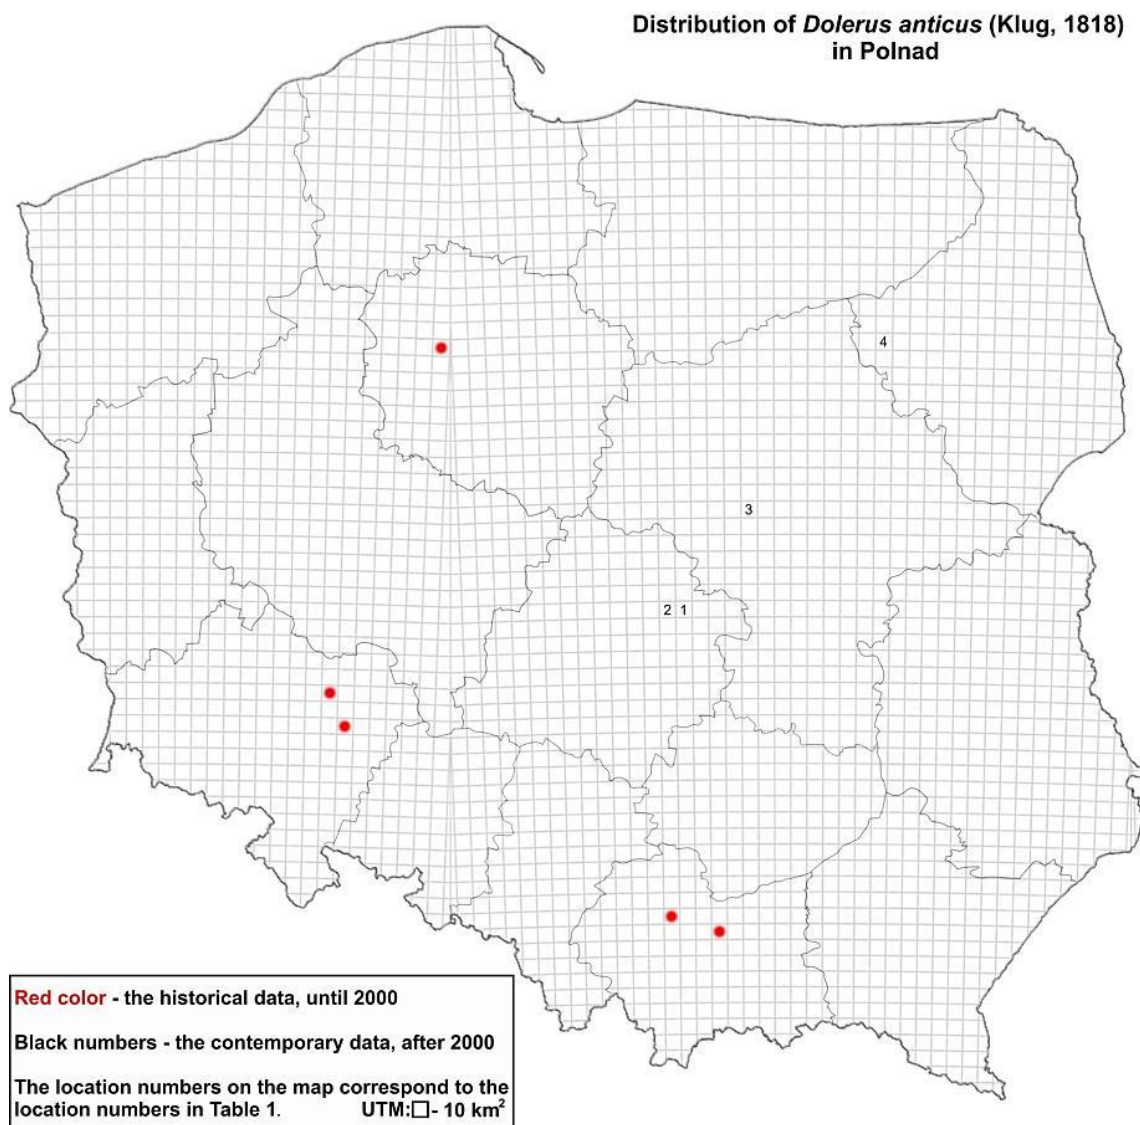 Distribution of Dolerus anticus (Klug, 1818)
in Polnad
4
3
2 1
Red color - the historical data, until 2000
Black numbers - the contemporary data, after 2000
The location numbers on the map correspond to the
location numbers in Table 1. UTM:□- 10 km²